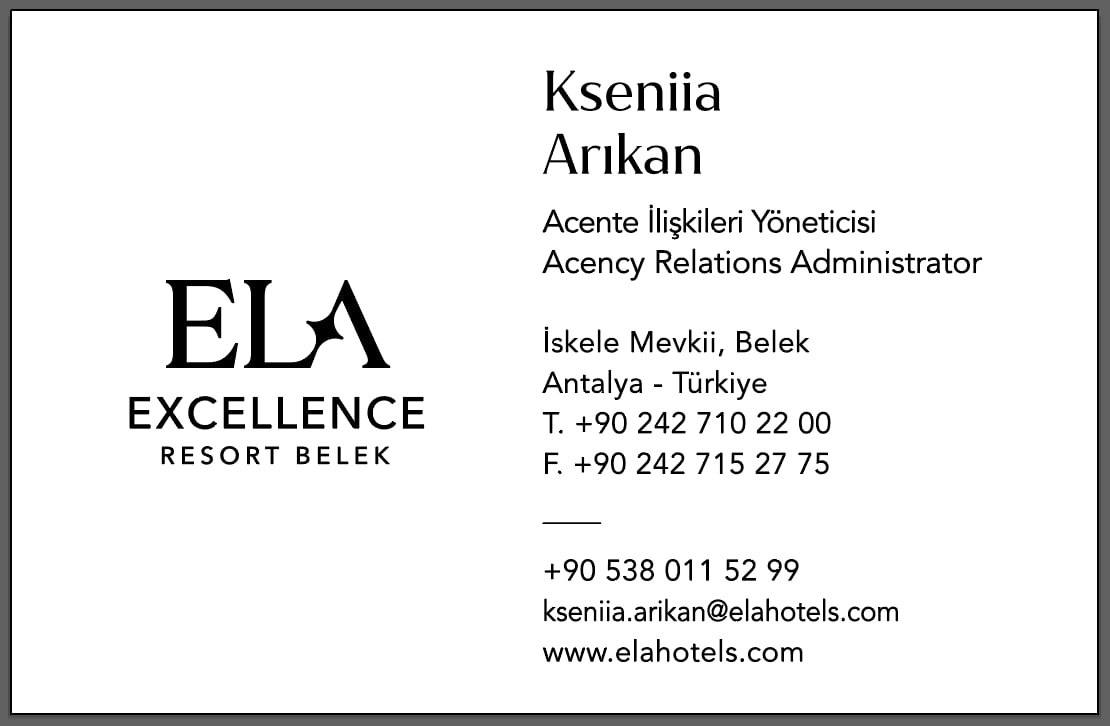 ELA
EXCELLENCE
RESORT BELEK
Kseniia
Arıkan
Acente İlişkileri Yöneticisi
Acency Relations Administrator
İskele Mevkii, Belek
Antalya - Türkiye
T. +90 242 710 22 00
F. +90 242 715 27 75
+90 538 011 52 99
kseniia.arikan@elahotels.com
www.elahotels.com